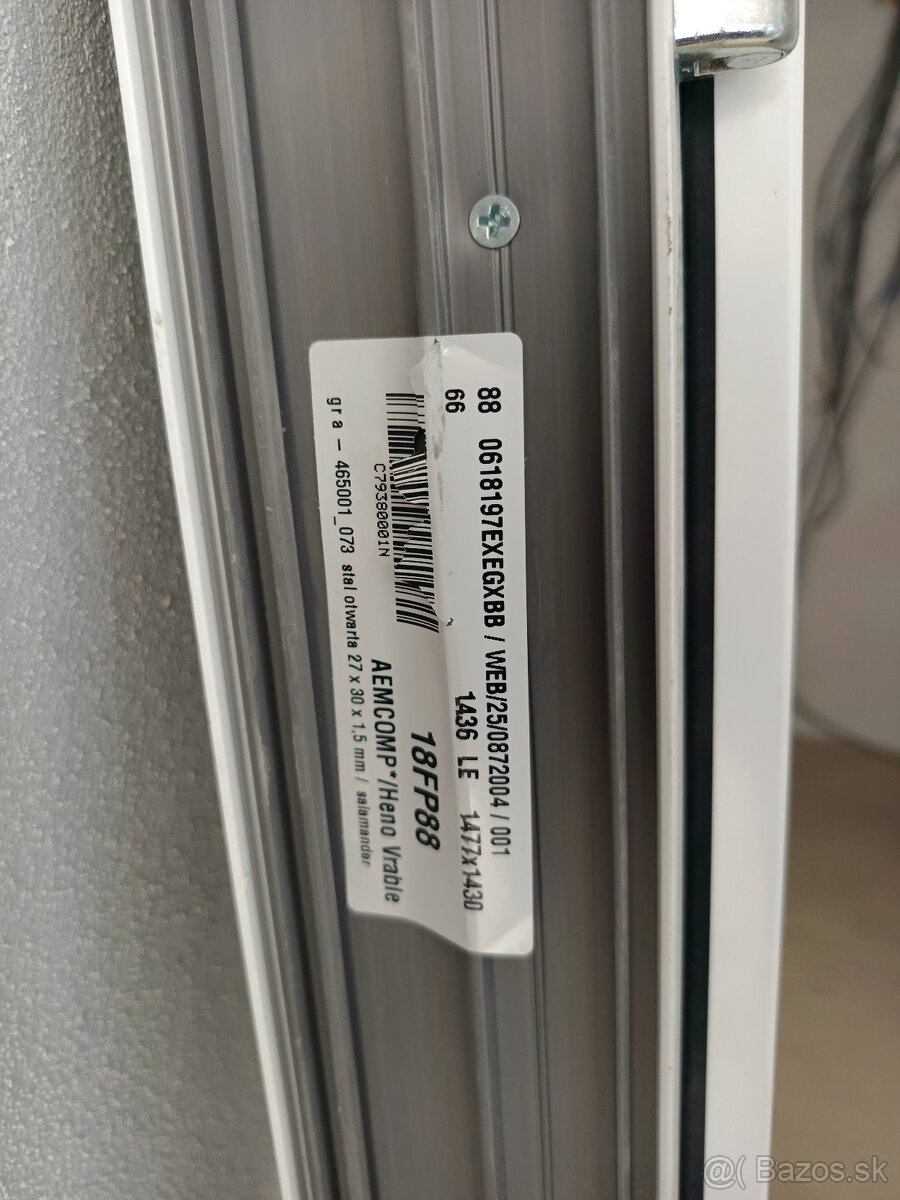 88 0618197EXEGXBB / WEB/25/0872004 / 001
66 1436 LE 1477x1430
18FP88
C79380001N
AEMCOMP*/Heno Vrable
gra - 465001_073 stal otwarta 27 x 30 x 1,5 mm / salamander
@( Bazos.sk